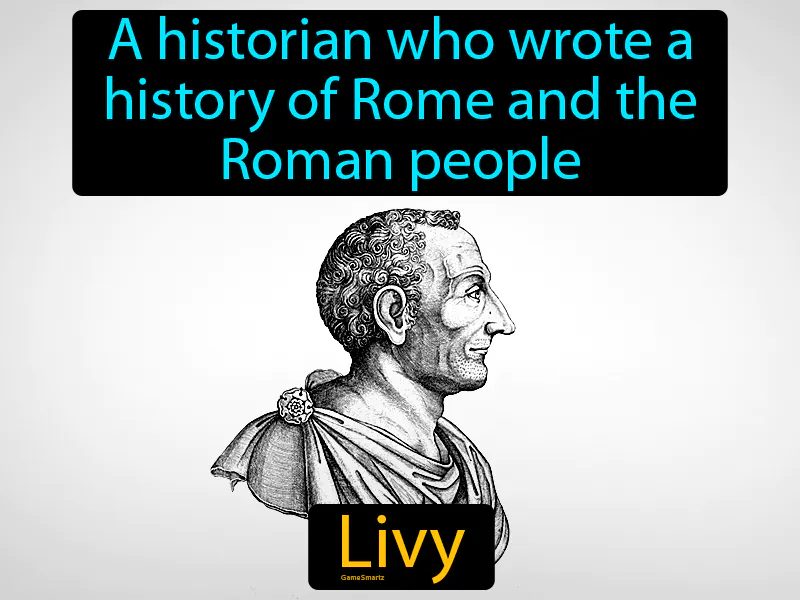 A historian who wrote a
history of Rome and the
Roman people
Livy
GameSmartz